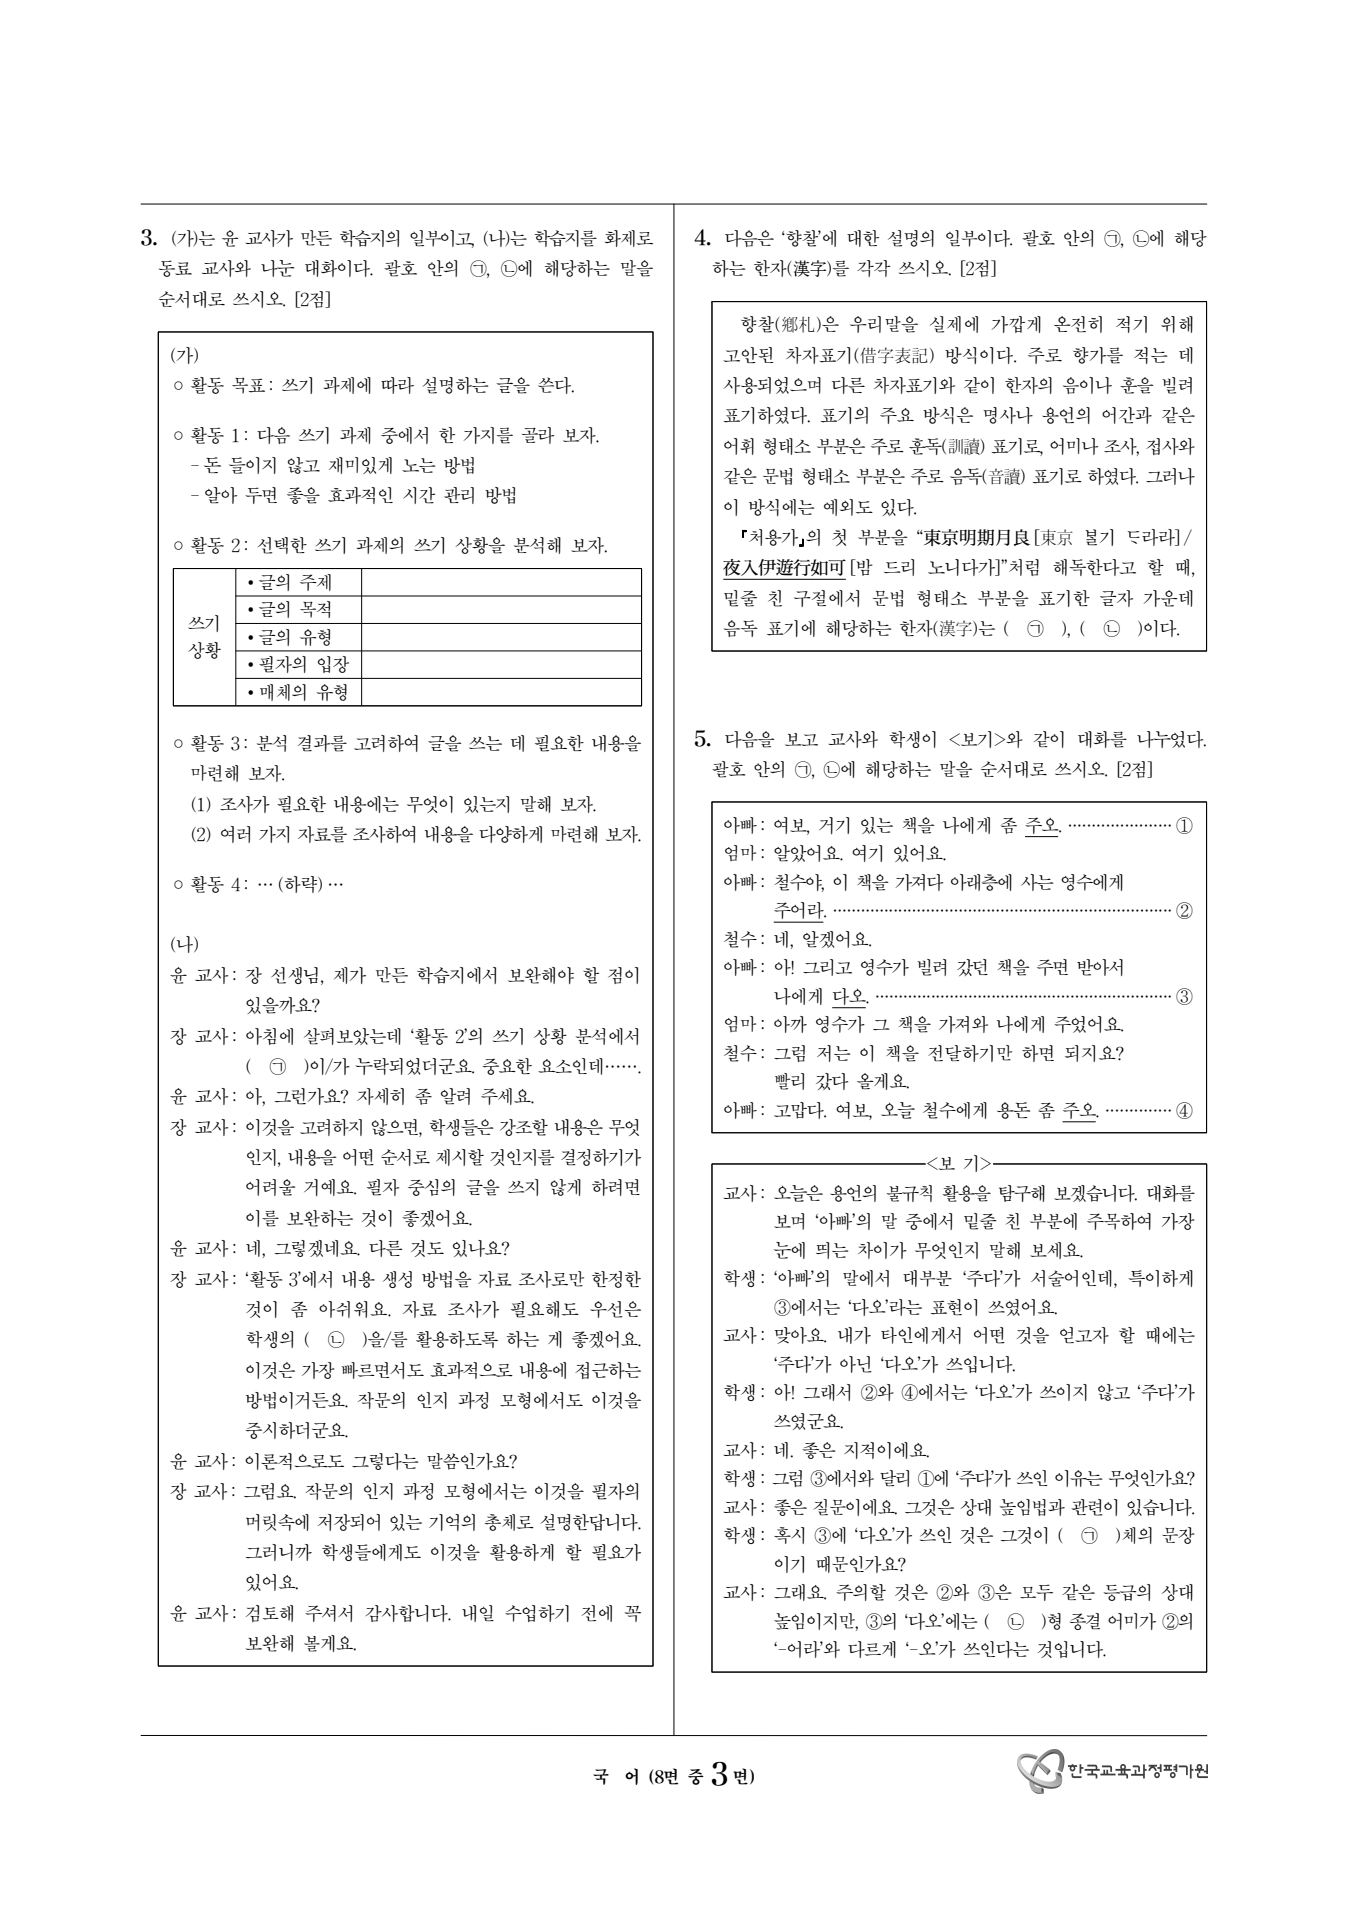 3. (가)는 윤 교사가 만든 학습지의 일부이고, (나)는 학습지를 화제로
동료 교사와 나눈 대화이다. 괄호 안의 ㉠, ㉡에 해당하는 말을
순서대로 쓰시오. [2점]
(가)
○ 활동 목표: 쓰기 과제에 따라 설명하는 글을 쓴다.
○ 활동 1: 다음 쓰기 과제 중에서 한 가지를 골라 보자.
- 돈 들이지 않고 재미있게 노는 방법
- 알아 두면 좋을 효과적인 시간 관리 방법
○ 활동 2: 선택한 쓰기 과제의 쓰기 상황을 분석해 보자.
쓰기
상황
• 글의 주제
• 글의 목적
• 글의 유형
• 필자의 입장
• 매체의 유형
○ 활동 3: 분석 결과를 고려하여 글을 쓰는 데 필요한 내용을
마련해 보자.
(1) 조사가 필요한 내용에는 무엇이 있는지 말해 보자.
(2) 여러 가지 자료를 조사하여 내용을 다양하게 마련해 보자.
○ 활동 4: … (하략) …
(나)
윤 교사: 장 선생님, 제가 만든 학습지에서 보완해야 할 점이
있을까요?
장 교사: 아침에 살펴보았는데 ‘활동 2’의 쓰기 상황 분석에서
( ㉠ )이/가 누락되었더군요. 중요한 요소인데…….
윤 교사: 아, 그런가요? 자세히 좀 알려 주세요.
장 교사: 이것을 고려하지 않으면, 학생들은 강조할 내용은 무엇
인지, 내용을 어떤 순서로 제시할 것인지를 결정하기가
어려울 거예요. 필자 중심의 글을 쓰지 않게 하려면
이를 보완하는 것이 좋겠어요.
윤 교사: 네, 그렇겠네요. 다른 것도 있나요?
장 교사: ‘활동 3’에서 내용 생성 방법을 자료 조사로만 한정한
것이 좀 아쉬워요. 자료 조사가 필요해도 우선은
학생의 ( ㉡ )을/를 활용하도록 하는 게 좋겠어요.
이것은 가장 빠르면서도 효과적으로 내용에 접근하는
방법이거든요. 작문의 인지 과정 모형에서도 이것을
중시하더군요.
윤 교사: 이론적으로도 그렇다는 말씀인가요?
장 교사: 그럼요. 작문의 인지 과정 모형에서는 이것을 필자의
머릿속에 저장되어 있는 기억의 총체로 설명한답니다.
그러니까 학생들에게도 이것을 활용하게 할 필요가
있어요.
윤 교사: 검토해 주셔서 감사합니다. 내일 수업하기 전에 꼭
보완해 볼게요.
4. 다음은 ‘향찰’에 대한 설명의 일부이다. 괄호 안의 ㉠, ㉡에 해당
하는 한자(漢字)를 각각 쓰시오. [2점]
향찰(鄕札)은 우리말을 실제에 가깝게 온전히 적기 위해
고안된 차자표기(借字表記) 방식이다. 주로 향가를 적는 데
사용되었으며 다른 차자표기와 같이 한자의 음이나 훈을 빌려
표기하였다. 표기의 주요 방식은 명사나 용언의 어간과 같은
어휘 형태소 부분은 주로 훈독(訓讀) 표기로, 어미나 조사, 접사와
같은 문법 형태소 부분은 주로 음독(音讀) 표기로 하였다. 그러나
이 방식에는 예외도 있다.
『처용가』의 첫 부분을 “東京明期月良[東京 ᄇᆞᆯ기 ᄃᆞ라라]/
夜入伊遊行如可[밤 드리 노니다가]”처럼 해독한다고 할 때,
밑줄 친 구절에서 문법 형태소 부분을 표기한 글자 가운데
음독 표기에 해당하는 한자(漢字)는 ( ㉠ ), ( ㉡ )이다.
5. 다음을 보고 교사와 학생이 <보기>와 같이 대화를 나누었다.
괄호 안의 ㉠, ㉡에 해당하는 말을 순서대로 쓰시오. [2점]
아빠: 여보, 거기 있는 책을 나에게 좀 주오. …………………①
엄마: 알았어요. 여기 있어요.
아빠: 철수야, 이 책을 가져다 아래층에 사는 영수에게
주어라. ……………………………………………………………②
철수: 네, 알겠어요.
아빠: 아! 그리고 영수가 빌려 갔던 책을 주면 받아서
나에게 다오. ……………………………………………………③
엄마: 아까 영수가 그 책을 가져와 나에게 주었어요.
철수: 그럼 저는 이 책을 전달하기만 하면 되지요?
빨리 갔다 올게요.
아빠: 고맙다. 여보, 오늘 철수에게 용돈 좀 주오. ………….④
<보 기>
교사: 오늘은 용언의 불규칙 활용을 탐구해 보겠습니다. 대화를
보며 ‘아빠’의 말 중에서 밑줄 친 부분에 주목하여 가장
눈에 띄는 차이가 무엇인지 말해 보세요.
학생: ‘아빠’의 말에서 대부분 ‘주다’가 서술어인데, 특이하게
③에서는 ‘다오’라는 표현이 쓰였어요.
교사: 맞아요. 내가 타인에게서 어떤 것을 얻고자 할 때에는
‘주다’가 아닌 ‘다오’가 쓰입니다.
학생: 아! 그래서 ②와 ④에서는 ‘다오’가 쓰이지 않고 ‘주다’가
쓰였군요.
교사: 네. 좋은 지적이에요.
학생: 그럼 ③에서와 달리 ①에 ‘주다’가 쓰인 이유는 무엇인가요?
교사: 좋은 질문이에요. 그것은 상대 높임법과 관련이 있습니다.
학생: 혹시 ③에 ‘다오’가 쓰인 것은 그것이 ( ㉠ )체의 문장
이기 때문인가요?
교사: 그래요. 주의할 것은 ②와 ③은 모두 같은 등급의 상대
높임이지만, ③의 ‘다오’에는 ( ㉡ )형 종결 어미가 ②의
‘-어라’와 다르게 ‘-오’가 쓰인다는 것입니다.
국 어 (8면 중 3 면)
한국교육과정평가원